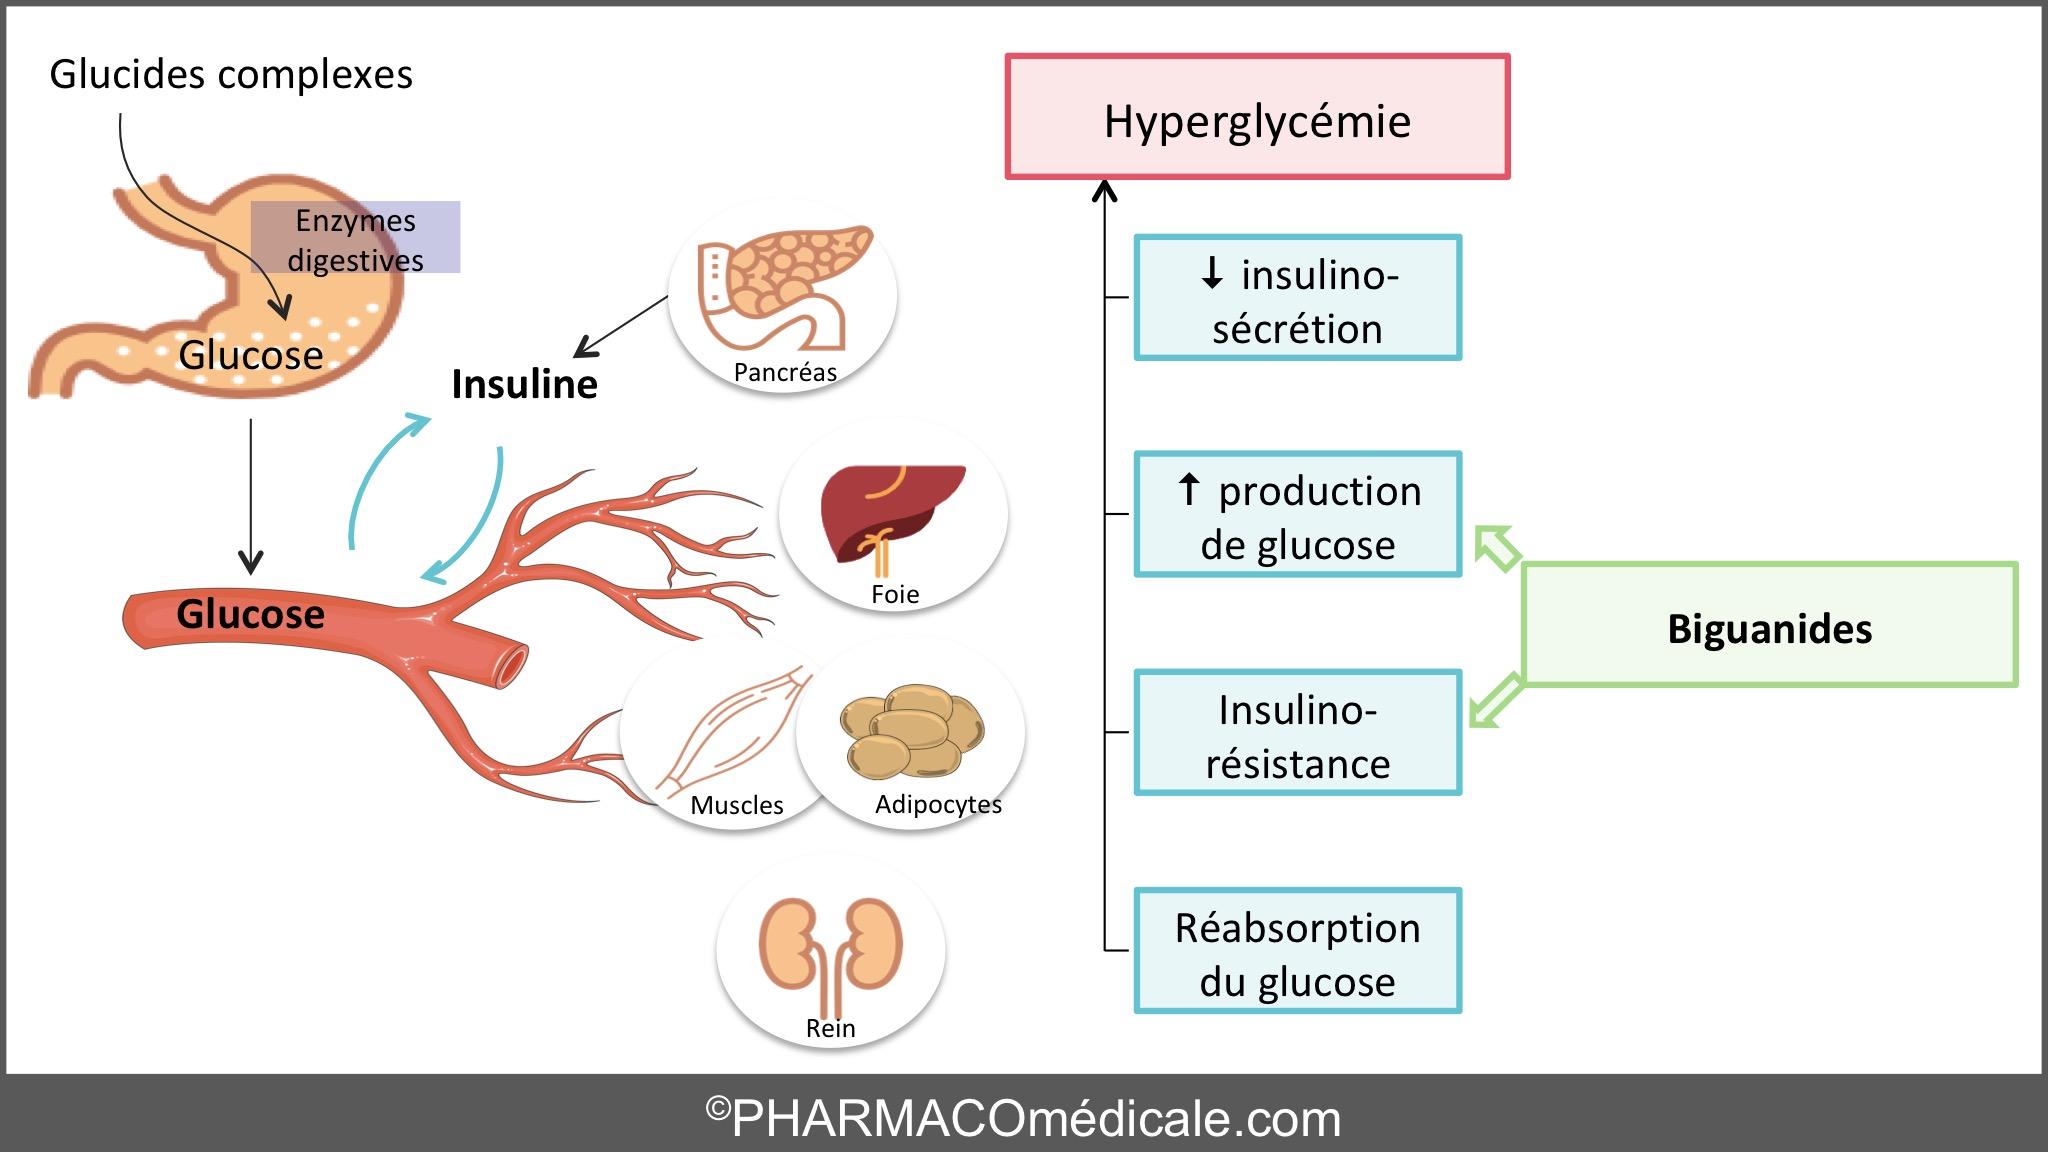 Glucides complexes
Enzymes
digestives
Glucose
Insuline
Pancréas
Glucose
Foie
Muscles
Adipocytes
Rein
Hyperglycémie
↓ insulino-
sécrétion
↑ production
de glucose
Insulino-
résistance
Réabsorption
du glucose
Biguanides
©PHARMACOmédicale.com